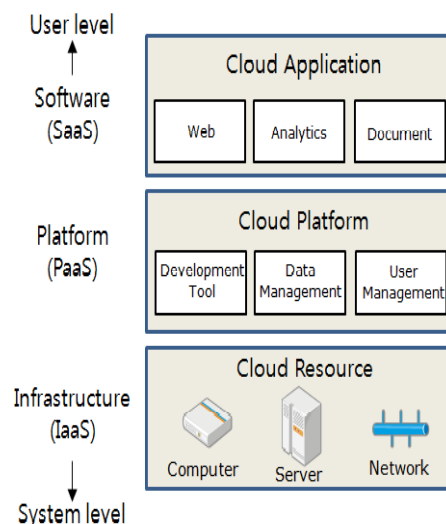 User level
Software
(SaaS)
Cloud Application
Web
Analytics
Document
Platform
(PaaS)
Cloud Platform
Development
Tool
Data
Management
User
Management
Infrastructure
(IaaS)
Cloud Resource
Computer
Server
Network
System level